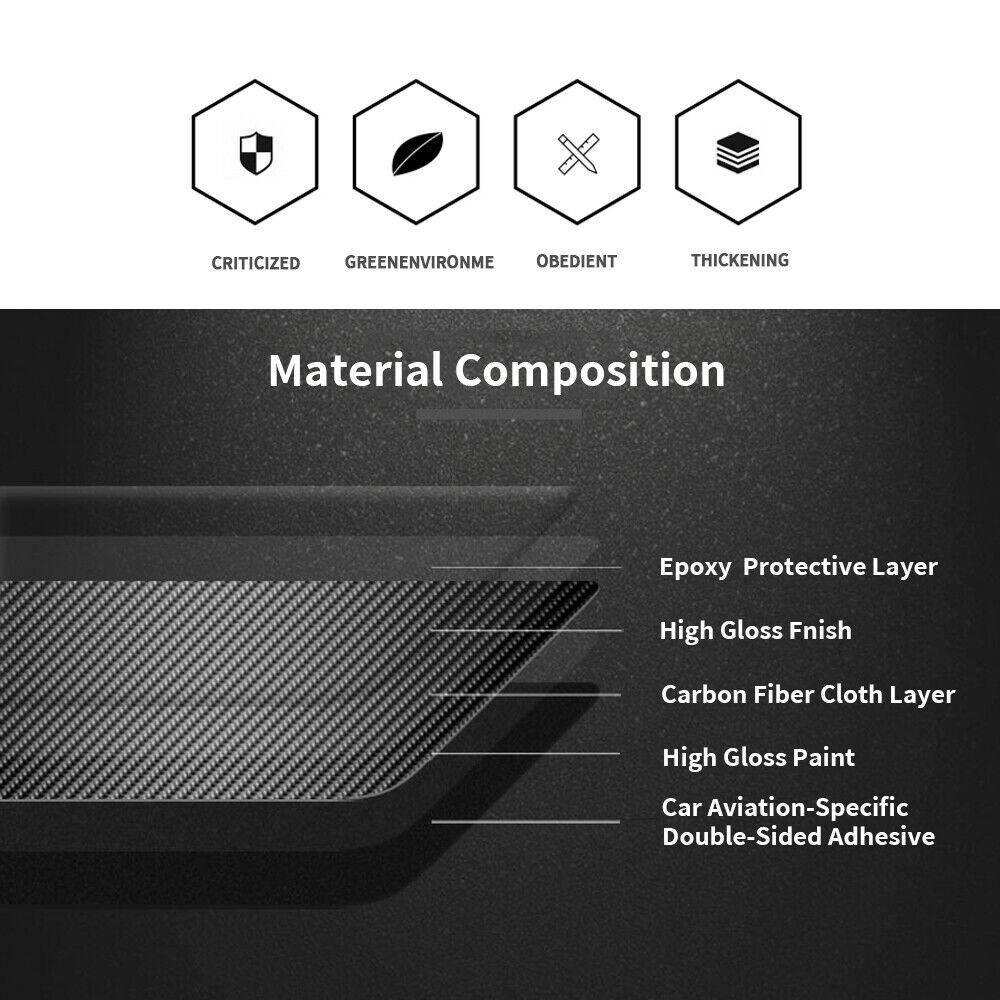 CRITICIZED
GREENENVIRONME
OBEDIENT
THICKENING
Material Composition
Epoxy Protective Layer
High Gloss Fnish
Carbon Fiber Cloth Layer
High Gloss Paint
Car Aviation-Specific
Double-Sided Adhesive